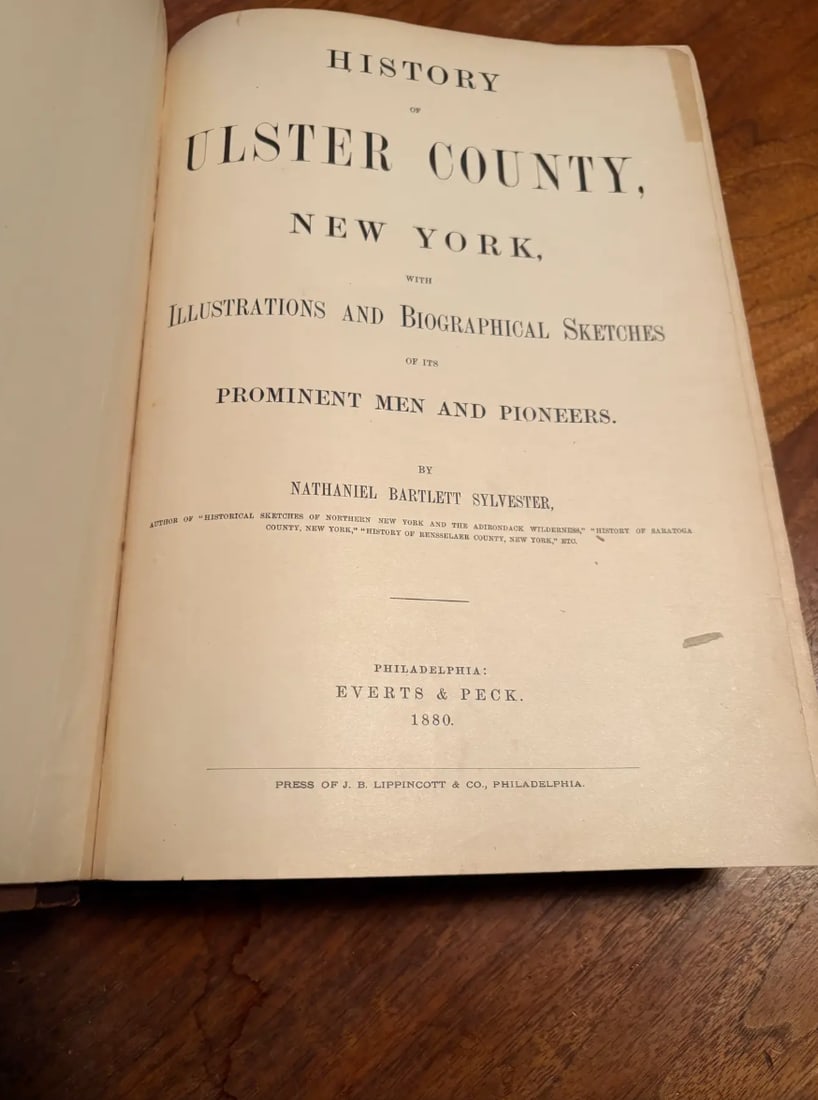 HISTORY
OF
ULSTER COUNTY,
NEW YORK,
WITH
ILLUSTRATIONS AND BIOGRAPHICAL SKETCHES
OF ITS
PROMINENT MEN AND PIONEERS.
BY
NATHANIEL BARTLETT SYLVESTER,
AUTHOR OF "HISTORICAL SKETCHES OF NORTHERN NEW YORK AND THE ADIRONDACK WILDERNESS," "HISTORY OF SARATOGA
COUNTY, NEW YORK," "HISTORY OF RENSSELAER COUNTY, NEW YORK," ETC.
PHILADELPHIA:
EVERTS & PECK.
1880.
PRESS OF J. B. LIPPINCOTT & CO., PHILADELPHIA.